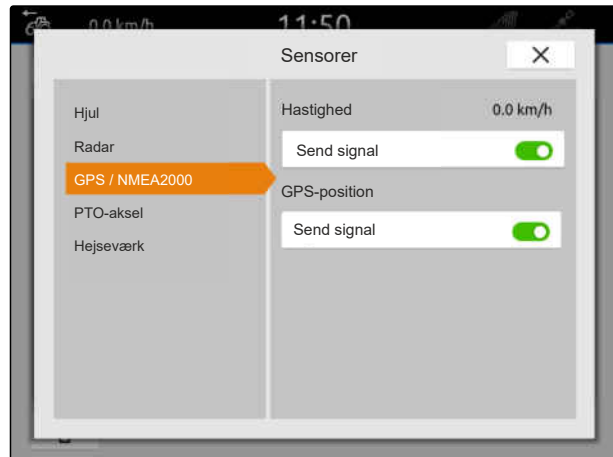 0.0 km/h
11:50
Sensorer
Hjul
Radar
GPS / NMEA2000
PTO-aksel
Hejseværk
Hastighed 0.0 km/h
Send signal
GPS-position
Send signal